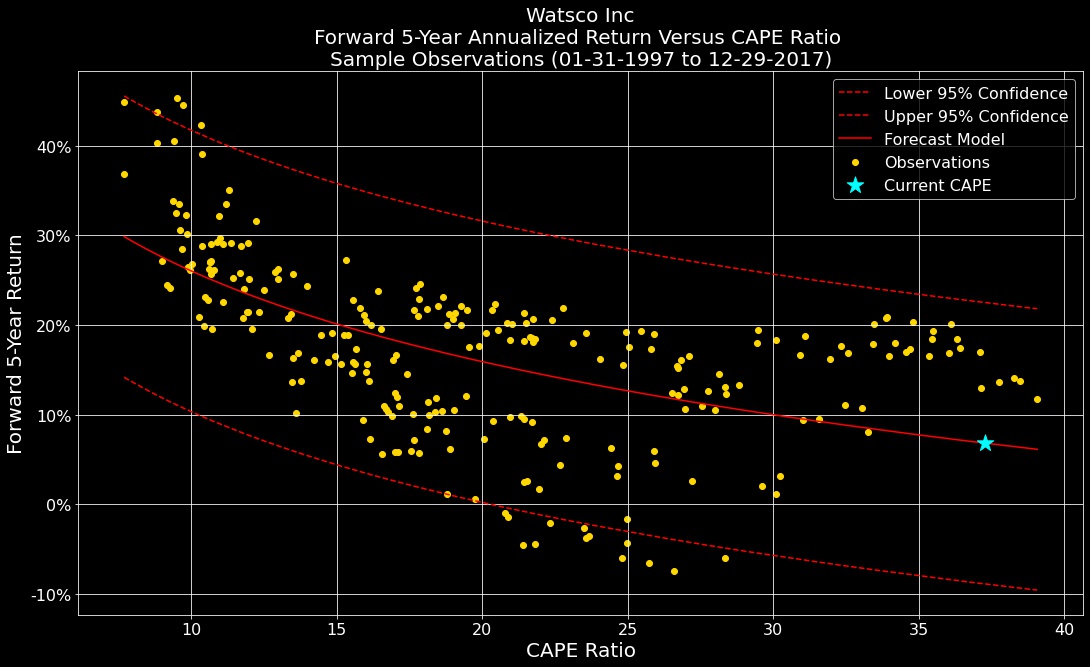 Watsco Inc
Forward 5-Year Annualized Return Versus CAPE Ratio
Sample Observations (01-31-1997 to 12-29-2017)
Lower 95% Confidence
Upper 95% Confidence
Forecast Model
Observations
Current CAPE
Forward 5-Year Return
40%
30%
20%
10%
0%
-10%
10
15
20
25
30
35
40
CAPE Ratio